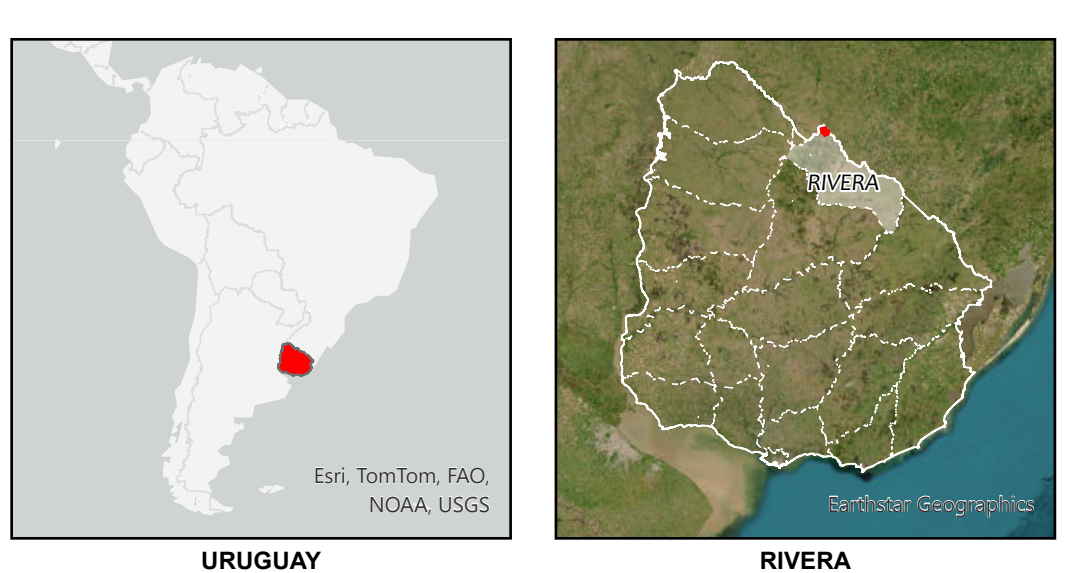 RIVERA
Esri, TomTom, FAO,
NOAA, USGS
Earthstar Geographics
URUGUAY
RIVERA